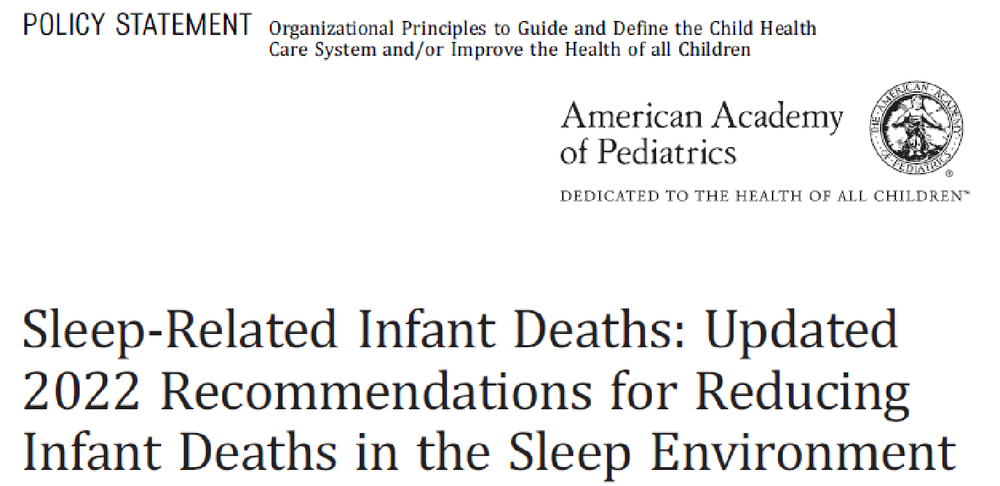 POLICY STATEMENT Organizational Principles to Guide and Define the Child Health
Care System and/or Improve the Health of all Children
American Academy
of Pediatrics
THE · AMERICAN · ACADEMY · OF · PEDIATRICS ·
®
DEDICATED TO THE HEALTH OF ALL CHILDREN™
Sleep-Related Infant Deaths: Updated
2022 Recommendations for Reducing
Infant Deaths in the Sleep Environment